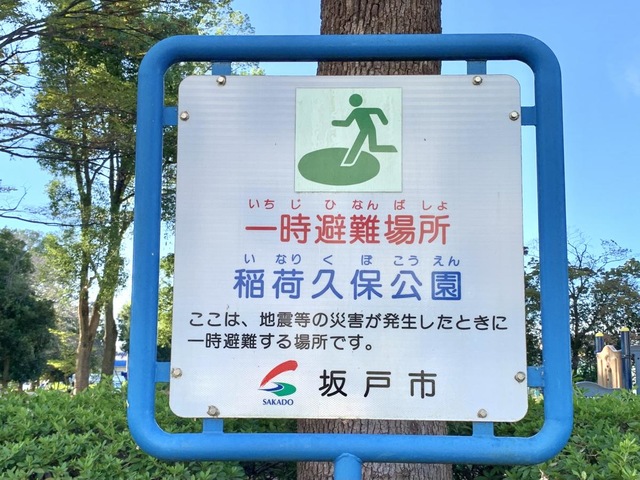 いちじひなんばしよ
一時避難場所
いなりくぼこうえん
稲荷久保公園
ここは、地震等の災害が発生したときに
一時避難する場所です。
SAKADO 坂戸市